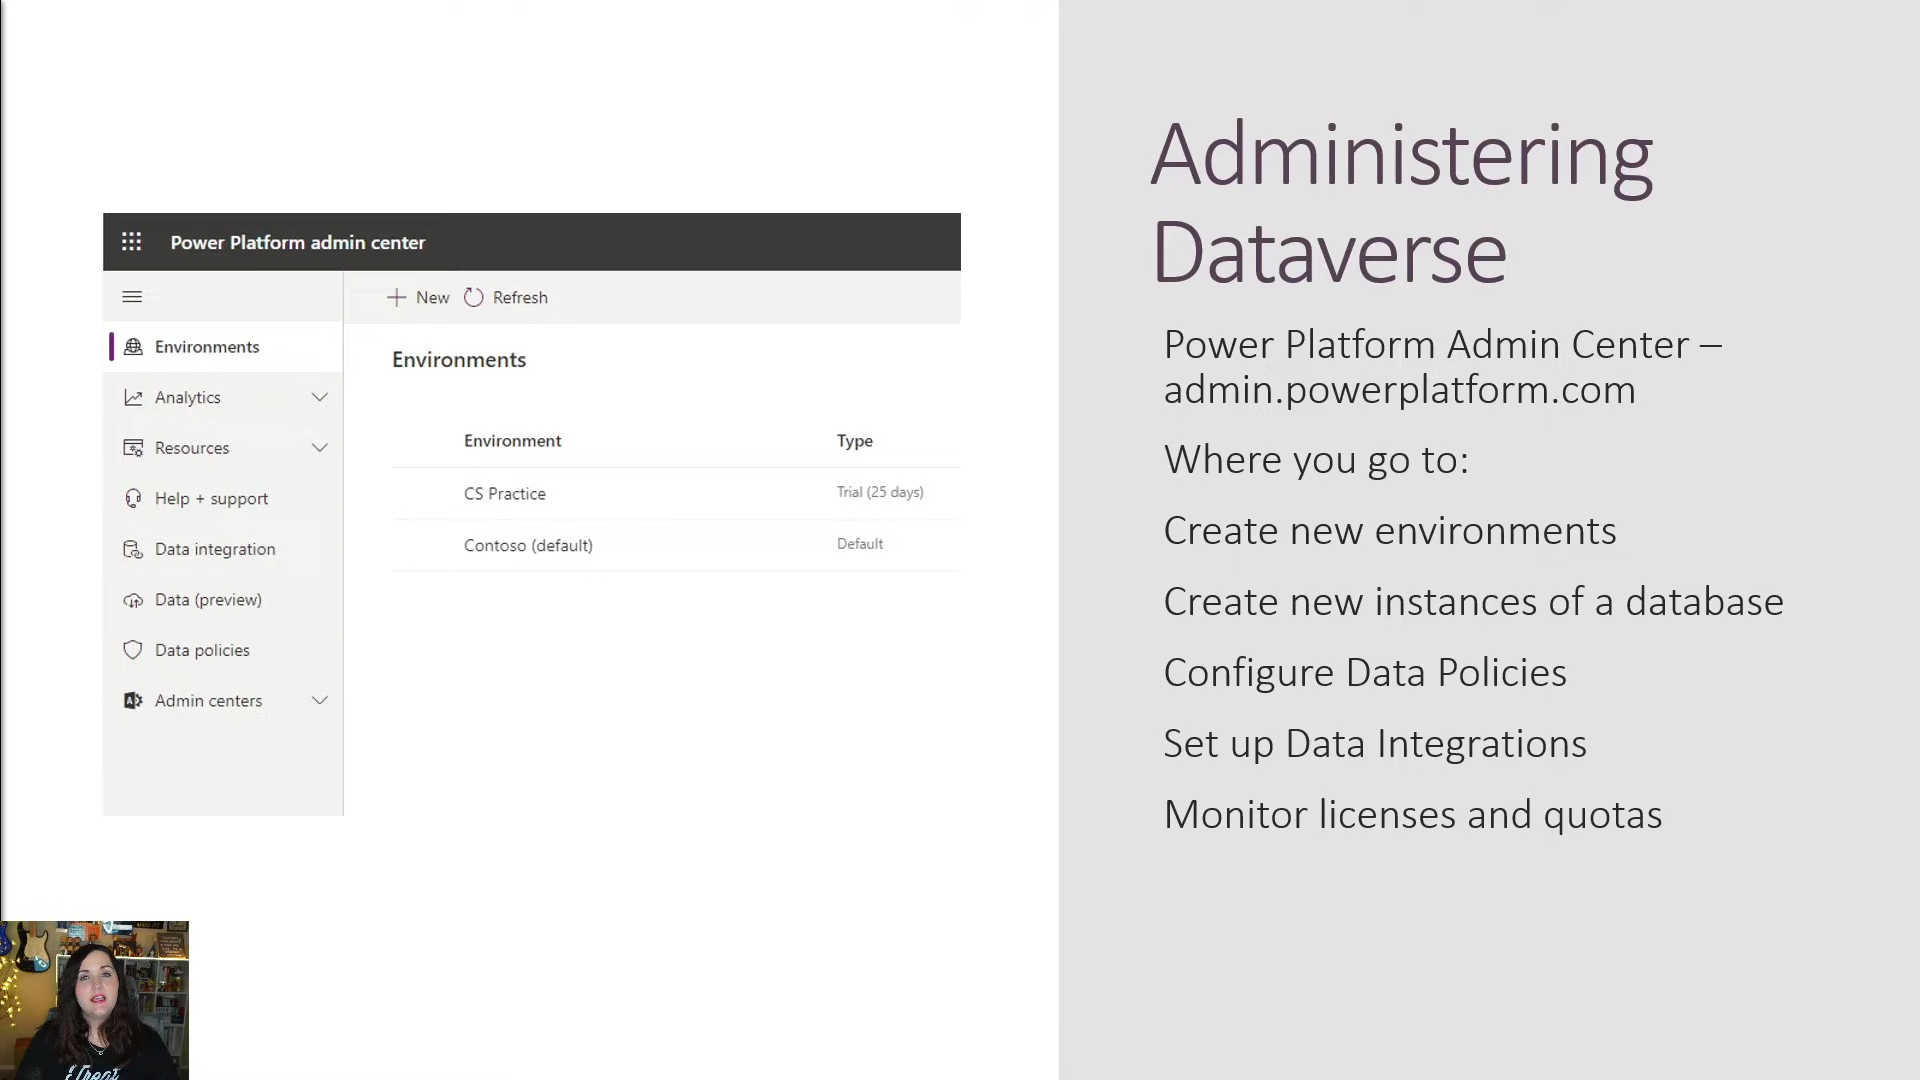 Power Platform admin center
New Refresh
Environments
Analytics
Resources
Help + support
Data integration
Data (preview)
Data policies
Admin centers
Environments
Environment Type
CS Practice Trial (25 days)
Contoso (default) Default
Administering
Dataverse
Power Platform Admin Center –
admin.powerplatform.com
Where you go to:
Create new environments
Create new instances of a database
Configure Data Policies
Set up Data Integrations
Monitor licenses and quotas